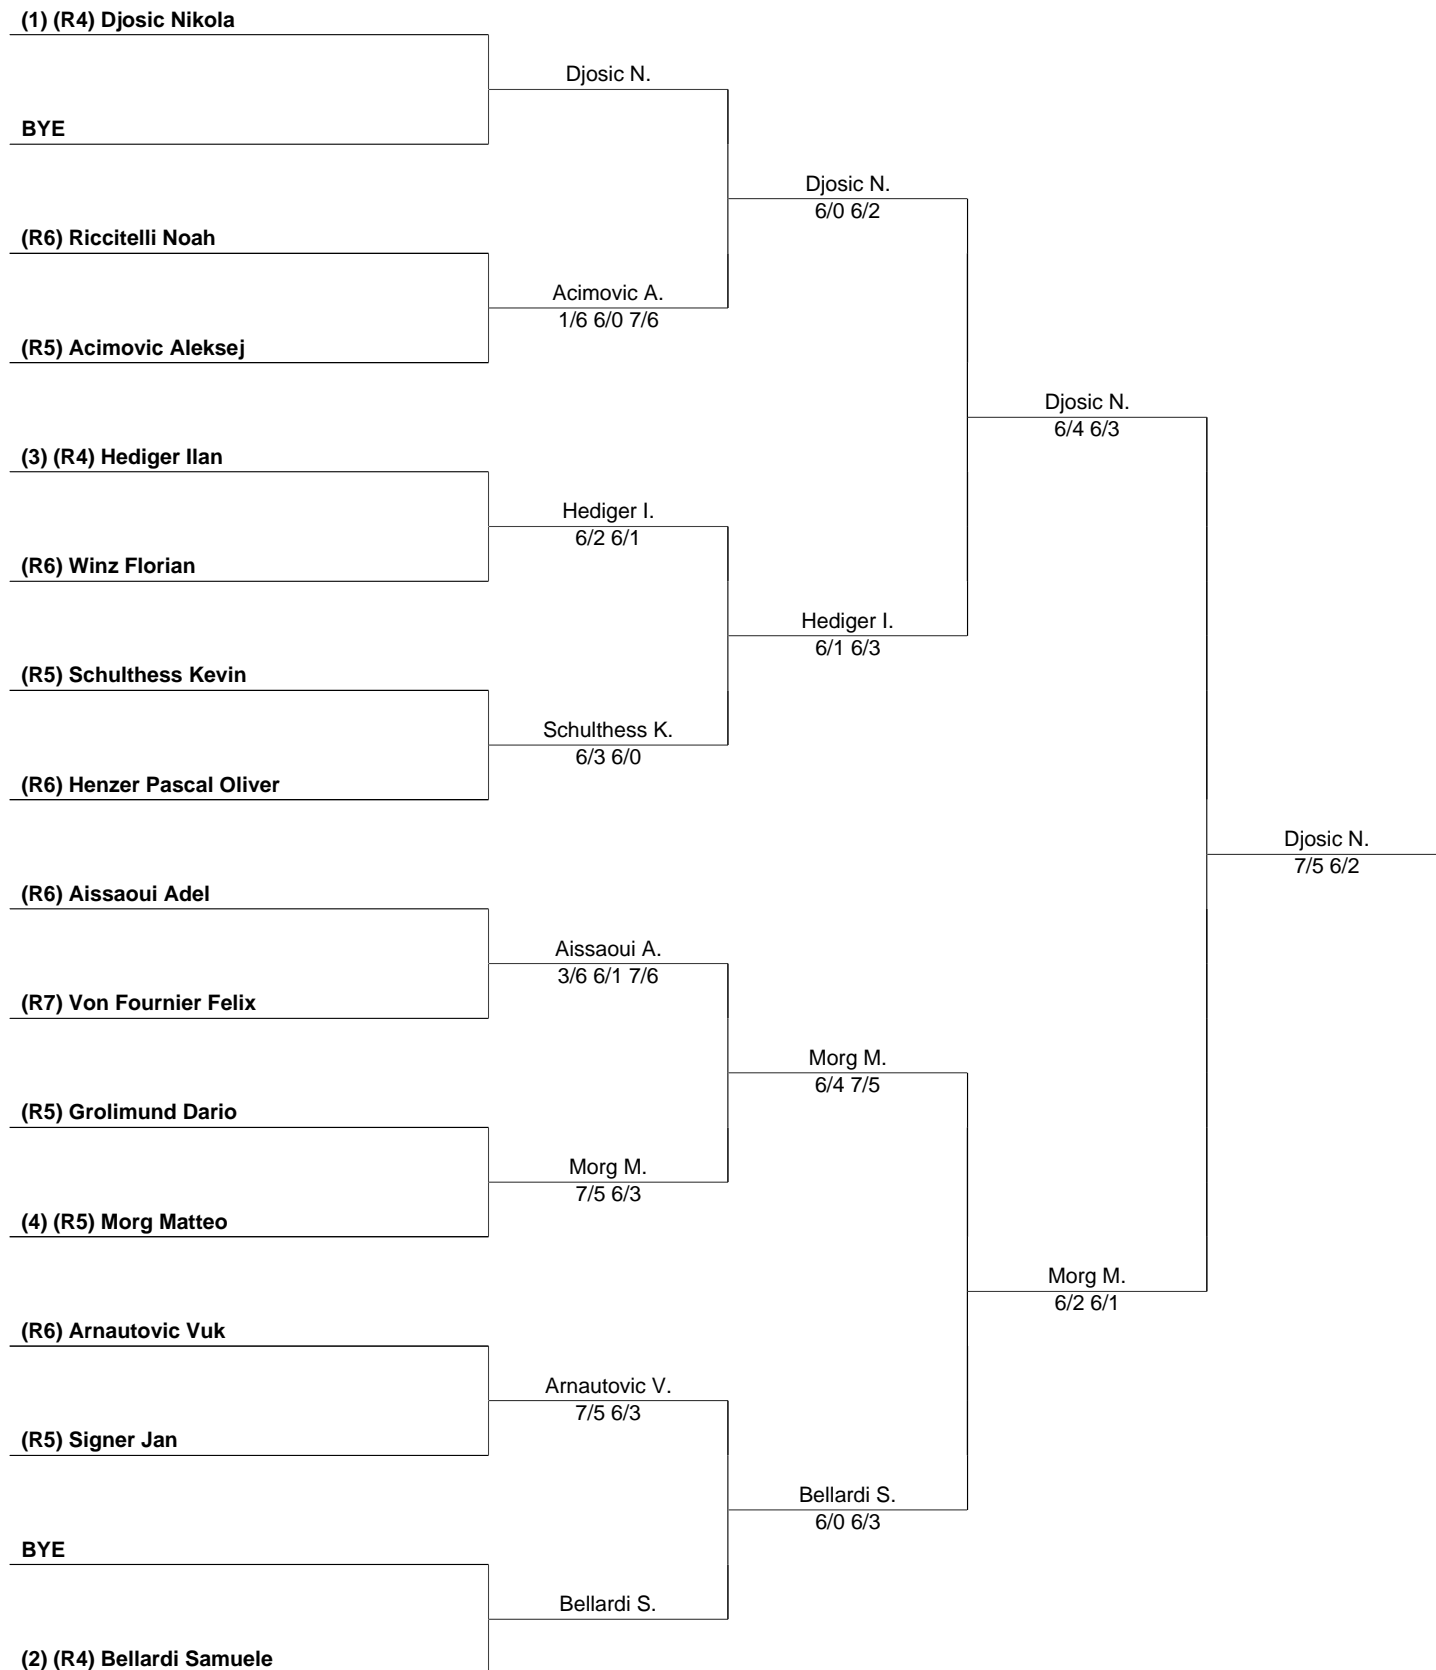 (1) (R4) Djosic Nikola
Djosic N.
BYE
Djosic N.
6/0 6/2
(R6) Riccitelli Noah
Acimovic A.
1/6 6/0 7/6
(R5) Acimovic Aleksej
Djosic N.
6/4 6/3
(3) (R4) Hediger Ilan
Hediger I.
6/2 6/1
(R6) Winz Florian
Hediger I.
6/1 6/3
(R5) Schulthess Kevin
Schulthess K.
6/3 6/0
(R6) Henzer Pascal Oliver
Djosic N.
7/5 6/2
(R6) Aissaoui Adel
Aissaoui A.
3/6 6/1 7/6
(R7) Von Fournier Felix
Morg M.
6/4 7/5
(R5) Grolimund Dario
Morg M.
7/5 6/3
(4) (R5) Morg Matteo
Morg M.
6/2 6/1
(R6) Arnautovic Vuk
Arnautovic V.
7/5 6/3
(R5) Signer Jan
Bellardi S.
6/0 6/3
BYE
Bellardi S.
(2) (R4) Bellardi Samuele